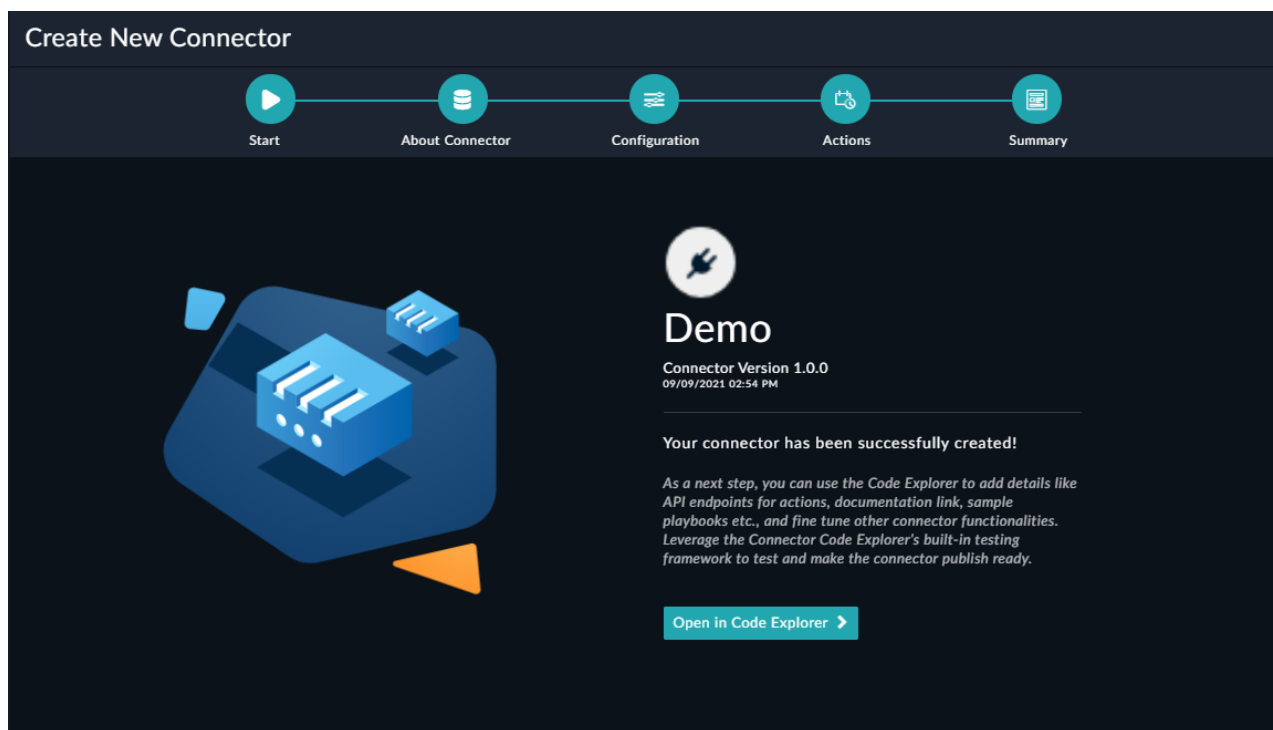 Create New Connector
Start
About Connector
Configuration
Actions
Summary
Demo
Connector Version 1.0.0
09/09/2021 02:54 PM
Your connector has been successfully created!
As a next step, you can use the Code Explorer to add details like
API endpoints for actions, documentation link, sample
playbooks etc., and fine tune other connector functionalities.
Leverage the Connector Code Explorer's built-in testing
framework to test and make the connector publish ready.
Open in Code Explorer